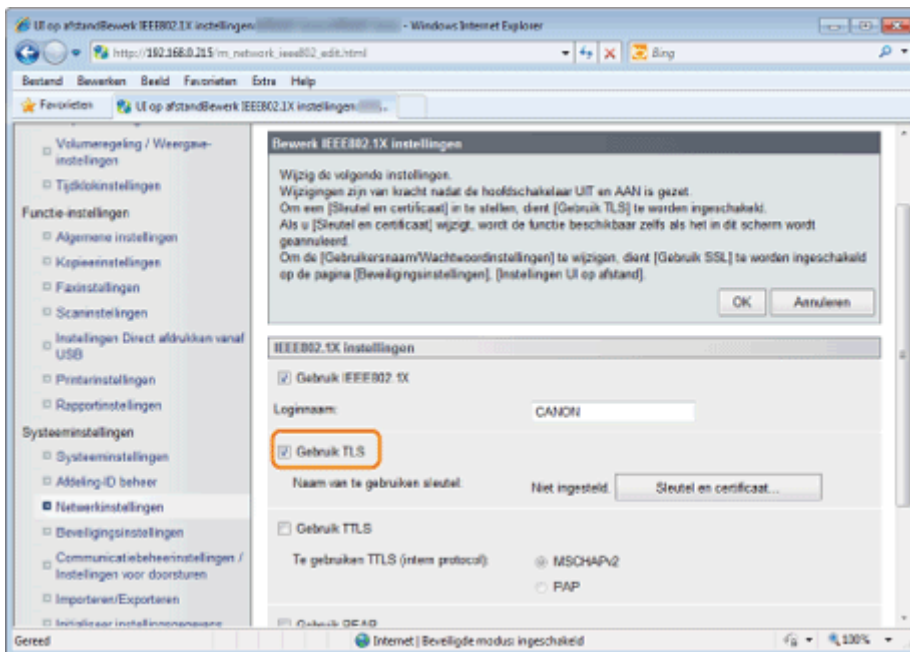 UI op afstandBewerk IEEE802.1X instellingen - Windows Internet Explorer
http://192.168.0.215/m_network_ieee802_edit.html
Bing
Bestand Bewerken Beeld Favorieten Extra Help
Favorieten
UI op afstandBewerk IEEE802.1X instellingen
Volumeregeling / Weergave-
instellingen
Tijdklokinstellingen
Functie-instellingen
Algemene instellingen
Kopieerinstellingen
Faxinstellingen
Scaninstellingen
Instellingen Direct afdrukken vanaf
USB
Printerinstellingen
Rapportinstellingen
Systeeminstellingen
Systeeminstellingen
Afdeling-ID beheer
Netwerkinstellingen
Beveiligingsinstellingen
Communicatiebeheerinstellingen /
Instellingen voor doorsturen
Importeren/Exporteren
Initialiseer instellingsgegevens
Bewerk IEEE802.1X instellingen
Wijzig de volgende instellingen.
Wijzigingen zijn van kracht nadat de hoofdschakelaar UIT en AAN is gezet.
Om een [Sleutel en certificaat] in te stellen, dient [Gebruik TLS] te worden ingeschakeld.
Als u [Sleutel en certificaat] wijzigt, wordt de functie beschikbaar zelfs als het in dit scherm wordt
geannuleerd.
Om de [Gebruikersnaam/Wachtwoordinstellingen] te wijzigen, dient [Gebruik SSL] te worden ingeschakeld
op de pagina [Beveiligingsinstellingen], [Instellingen UI op afstand].
OK Annuleren
IEEE802.1X instellingen
Gebruik IEEE802.1X
Loginnaam: CANON
Gebruik TLS
Naam van te gebruiken sleutel: Niet ingesteld. Sleutel en certificaat...
Gebruik TTLS
Te gebruiken TTLS (intern protocol): MSCHAPv2
PAP
Gebruik PEAP
Gereed Internet | Beveiligde modus: ingeschakeld 100%